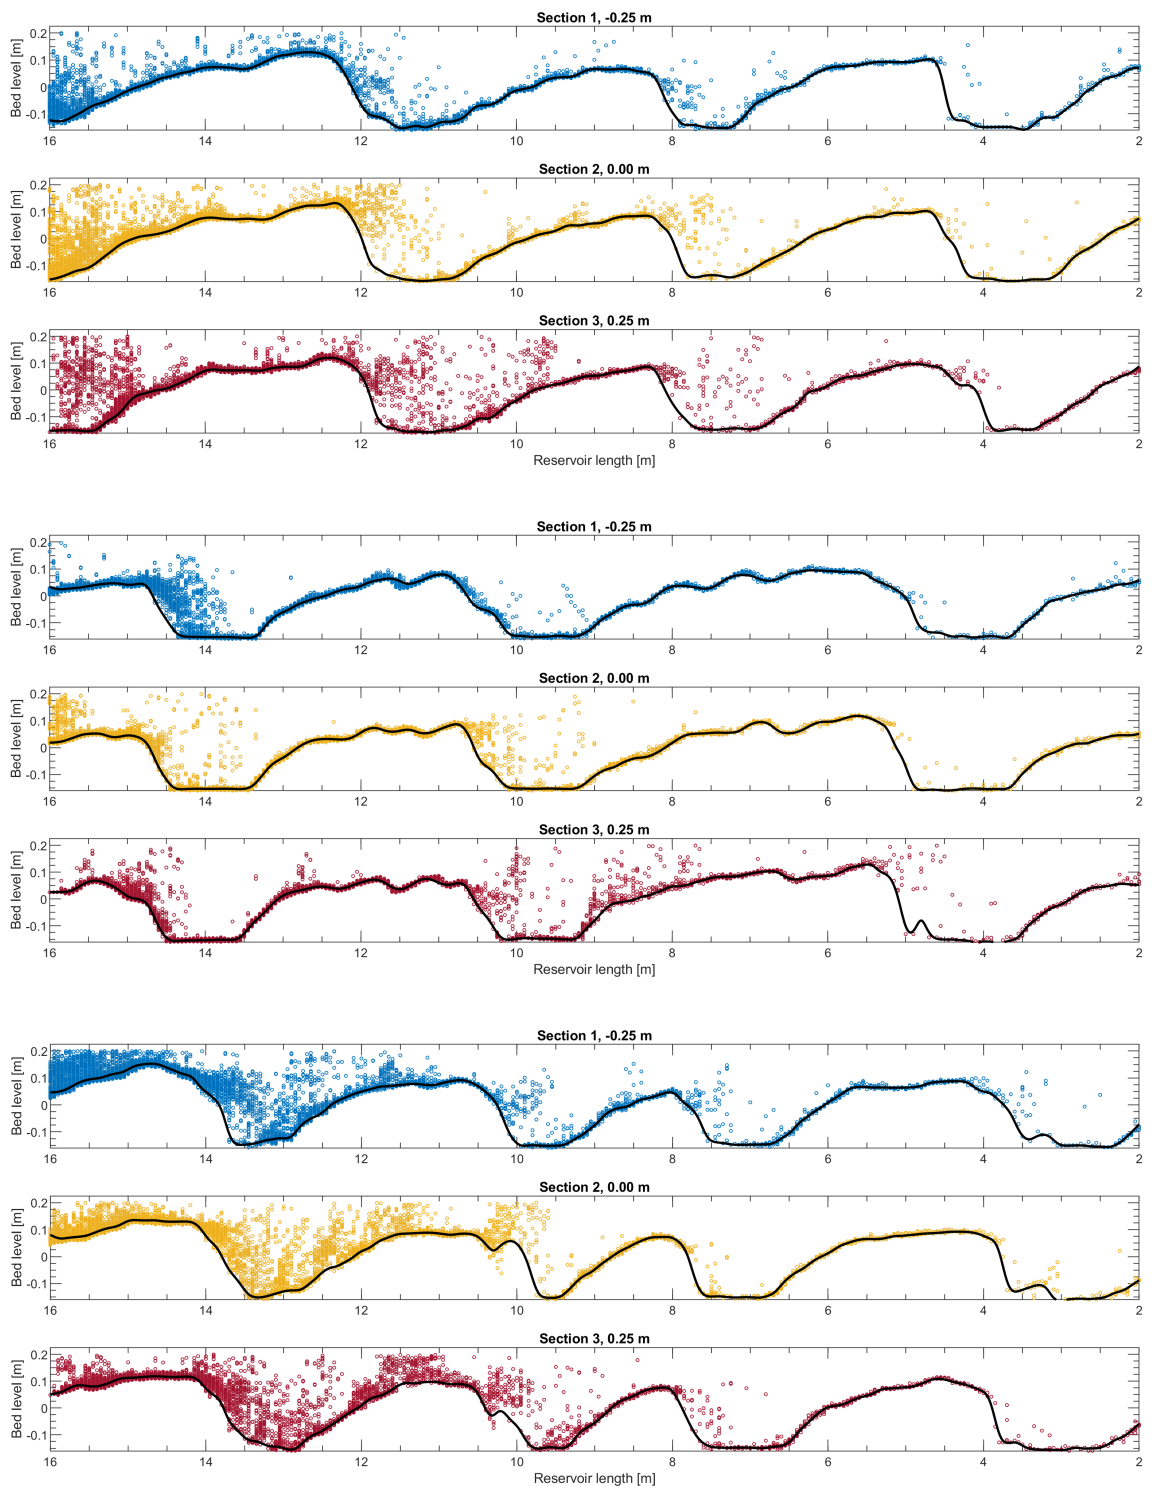 Section 1, -0.25 m
Bed level [m]
0.2
0.1
0
-0.1
16 14 12 10 8 6 4 2
Section 2, 0.00 m
Bed level [m]
0.2
0.1
0
-0.1
16 14 12 10 8 6 4 2
Section 3, 0.25 m
Bed level [m]
0.2
0.1
0
-0.1
16 14 12 10 8 6 4 2
Reservoir length [m]
Section 1, -0.25 m
Bed level [m]
0.2
0.1
0
-0.1
16 14 12 10 8 6 4 2
Section 2, 0.00 m
Bed level [m]
0.2
0.1
0
-0.1
16 14 12 10 8 6 4 2
Section 3, 0.25 m
Bed level [m]
0.2
0.1
0
-0.1
16 14 12 10 8 6 4 2
Reservoir length [m]
Section 1, -0.25 m
Bed level [m]
0.2
0.1
0
-0.1
16 14 12 10 8 6 4 2
Section 2, 0.00 m
Bed level [m]
0.2
0.1
0
-0.1
16 14 12 10 8 6 4 2
Section 3, 0.25 m
Bed level [m]
0.2
0.1
0
-0.1
16 14 12 10 8 6 4 2
Reservoir length [m]